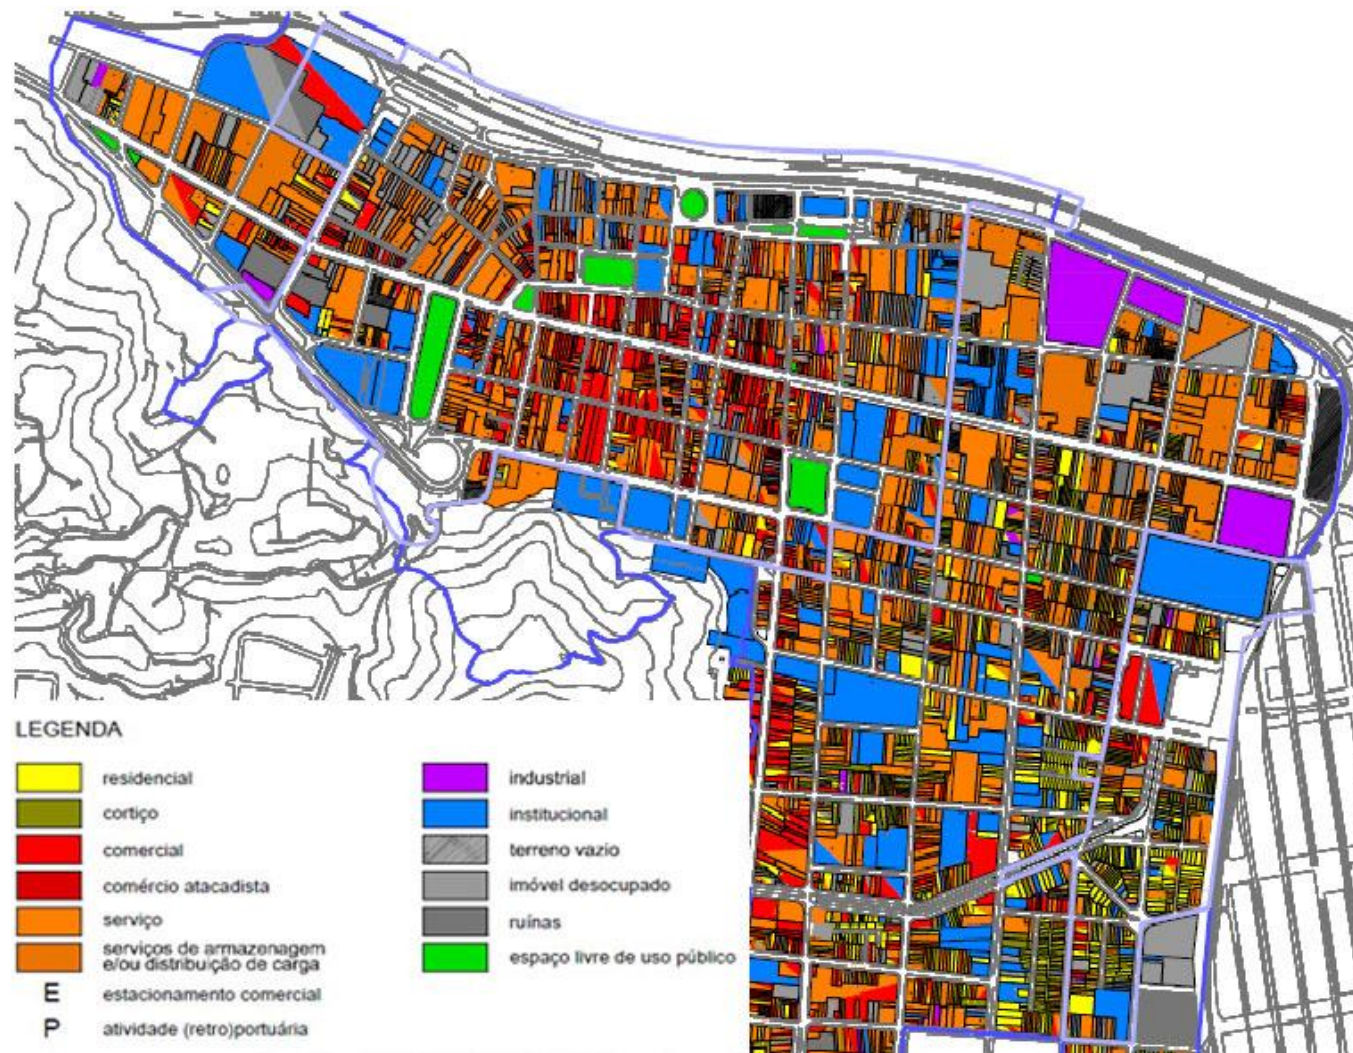 LEGENDA
residencial
cortiço
comercial
comércio atacadista
serviço
serviços de armazenagem
e/ou distribuição de carga
E estacionamento comercial
P atividade (retro)portuária
industrial
institucional
terreno vazio
imóvel desocupado
ruínas
espaço livre de uso público